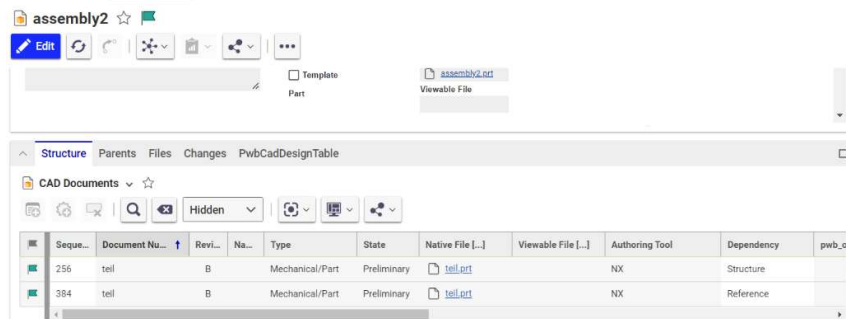 assembly2
Edit
Template
assembly2.prt
Part
Viewable File
Structure Parents Files Changes PwbCadDesignTable
CAD Documents
Hidden
Seque... Document Nu... Revi... Na... Type State Native File [...] Viewable File [...] Authoring Tool Dependency
256 teil B Mechanical/Part Preliminary teil.prt NX Structure
384 teil B Mechanical/Part Preliminary teil.prt NX Reference